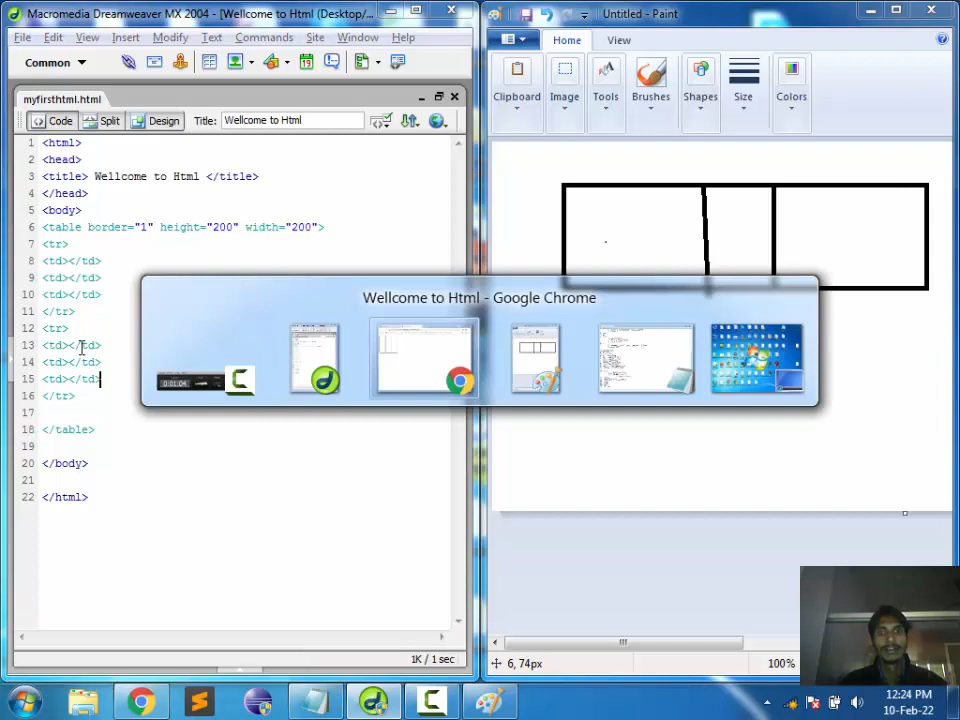 Macromedia Dreamweaver MX 2004 - [Wellcome to Html (Desktop/...
File Edit View Insert Modify Text Commands Site Window Help
Common
19
myfirsthtml.html
Code Split Design Title: Wellcome to Html
1 <html>
2 <head>
3 <title> Wellcome to Html </title>
4 </head>
5 <body>
6 <table border="1" height="200" width="200">
7 <tr>
8 <td></td>
9 <td></td>
10 <td></td>
11 </tr>
12 <tr>
13 <td></td>
14 <td></td>
15 <td></td>
16 </tr>
17
18 </table>
19
20 </body>
21
22 </html>
1K / 1 sec
Untitled - Paint
Home View
Clipboard Image Tools Brushes Shapes Size Colors
Wellcome to Html - Google Chrome
0:01:04
6, 74px
100%
12:24 PM
10-Feb-22